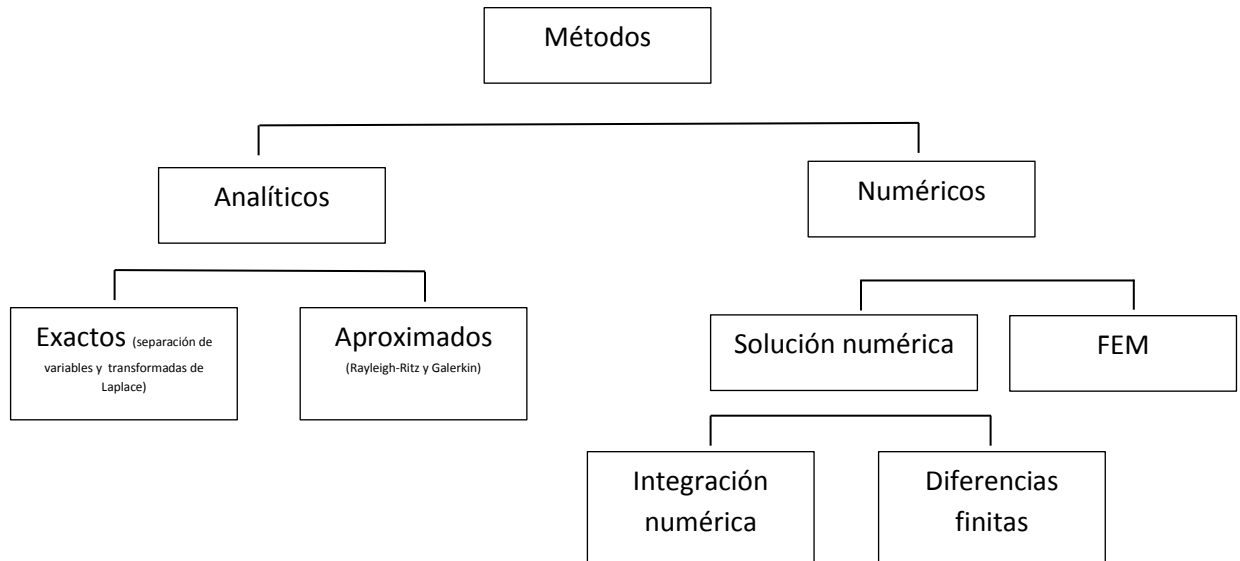 Métodos
Analíticos
Numéricos
Exactos (separación de
variables y transformadas de
Laplace)
Aproximados
(Rayleigh-Ritz y Galerkin)
Solución numérica
FEM
Integración
numérica
Diferencias
finitas